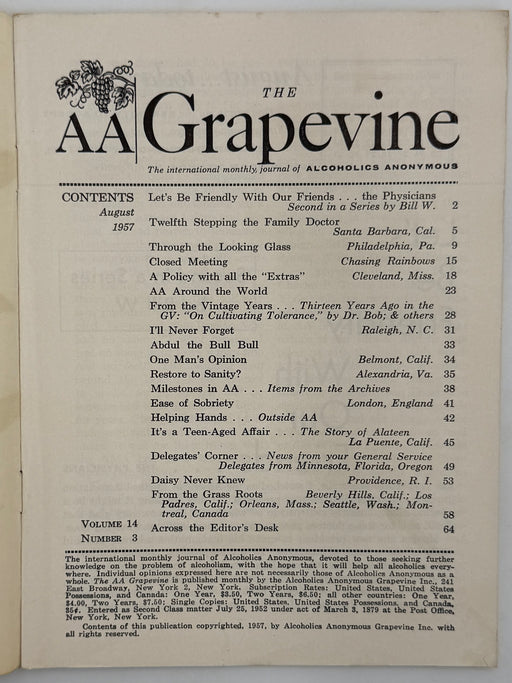 THE
AA Grapevine
The international monthly journal of ALCOHOLICS ANONYMOUS
CONTENTS
August
1957
Let's Be Friendly With Our Friends . . . the Physicians
Second in a Series by Bill W. 2
Twelfth Stepping the Family Doctor
Santa Barbara, Cal. 5
Through the Looking Glass Philadelphia, Pa. 9
Closed Meeting Chasing Rainbows 15
A Policy with all the "Extras" Cleveland, Miss. 18
AA Around the World 23
From the Vintage Years . . . Thirteen Years Ago in the
GV: "On Cultivating Tolerance," by Dr. Bob; & others 28
I'll Never Forget Raleigh, N. C. 31
Abdul the Bull Bull 33
One Man's Opinion Belmont, Calif. 34
Restore to Sanity? Alexandria, Va. 35
Milestones in AA . . . Items from the Archives 38
Ease of Sobriety London, England 41
Helping Hands . . . Outside AA 42
It's a Teen-Aged Affair . . . The Story of Alateen
La Puente, Calif. 45
Delegates' Corner . . . News from your General Service
Delegates from Minnesota, Florida, Oregon 49
Daisy Never Knew Providence, R. I. 53
From the Grass Roots Beverly Hills, Calif.; Los
Padres, Calif.; Orleans, Mass.; Seattle, Wash.; Mon-
treal, Canada 58
Across the Editor's Desk 64
VOLUME 14
NUMBER 3
The international monthly journal of Alcoholics Anonymous, devoted to those seeking further
knowledge on the problem of alcoholism, with the hope that it will help all alcoholics every-
where. Individual opinions expressed here are not necessarily those of Alcoholics Anonymous as a
whole. The AA Grapevine is published monthly by the Alcoholics Anonymous Grapevine Inc., 241
East Broadway, New York 2, New York. Subscription Rates: United States, United States
Possessions, and Canada: One Year, $3.50, Two Years, $6.50; all other countries: One Year,
$4.00, Two Years, $7.50; Single Copies: United States, United States Possessions, and Canada,
35¢. Entered as Second Class matter July 25, 1952 under act of March 3, 1879 at the Post Office,
New York, New York.
Contents of this publication copyrighted, 1957, by Alcoholics Anonymous Grapevine Inc. with
all rights reserved.